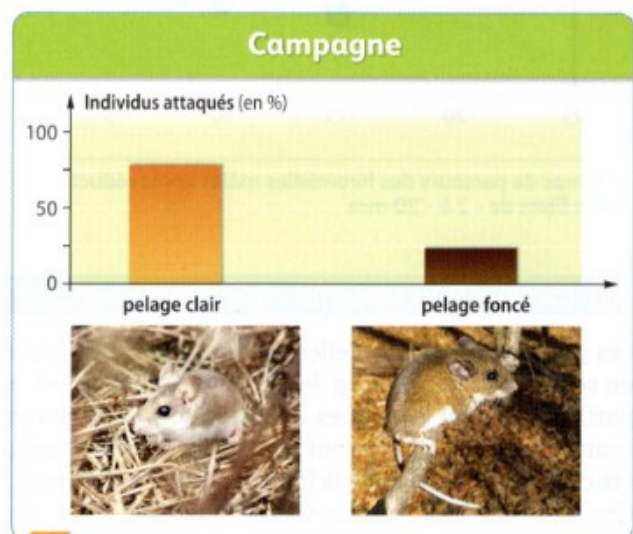 Campagne
Individus attaqués (en %)
100
50
0
pelage clair
pelage foncé